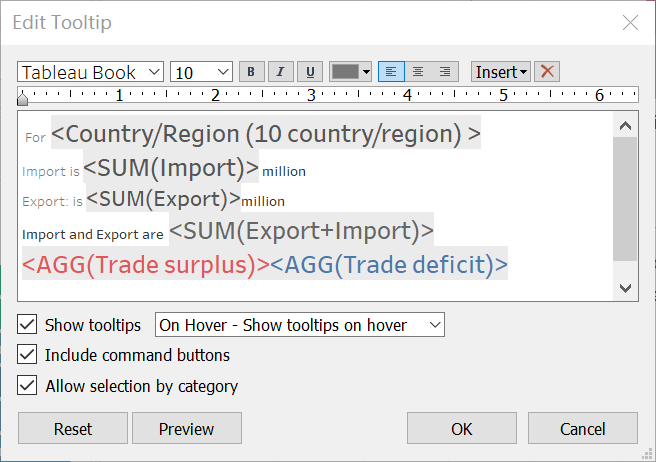 Edit Tooltip
Tableau Book 10 B I U Insert
1 2 3 4 5 6
For <Country/Region (10 country/region) >
Import is <SUM(Import)> million
Export: is <SUM(Export)>million
Import and Export are <SUM(Export+Import)>
<AGG(Trade surplus)><AGG(Trade deficit)>
Show tooltips On Hover - Show tooltips on hover
Include command buttons
Allow selection by category
Reset Preview OK Cancel